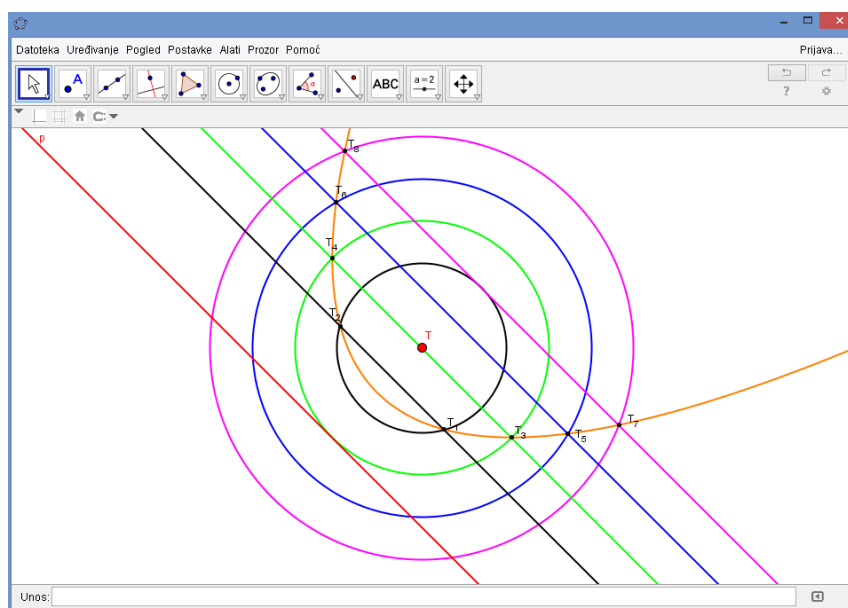 Datoteka Uređivanje Pogled Postavke Alati Prozor Pomoć Prijava...
A ABC a=2
α
?
p
T8
T6
T4
T2
T
T1
T3
T5
T7
Unos: